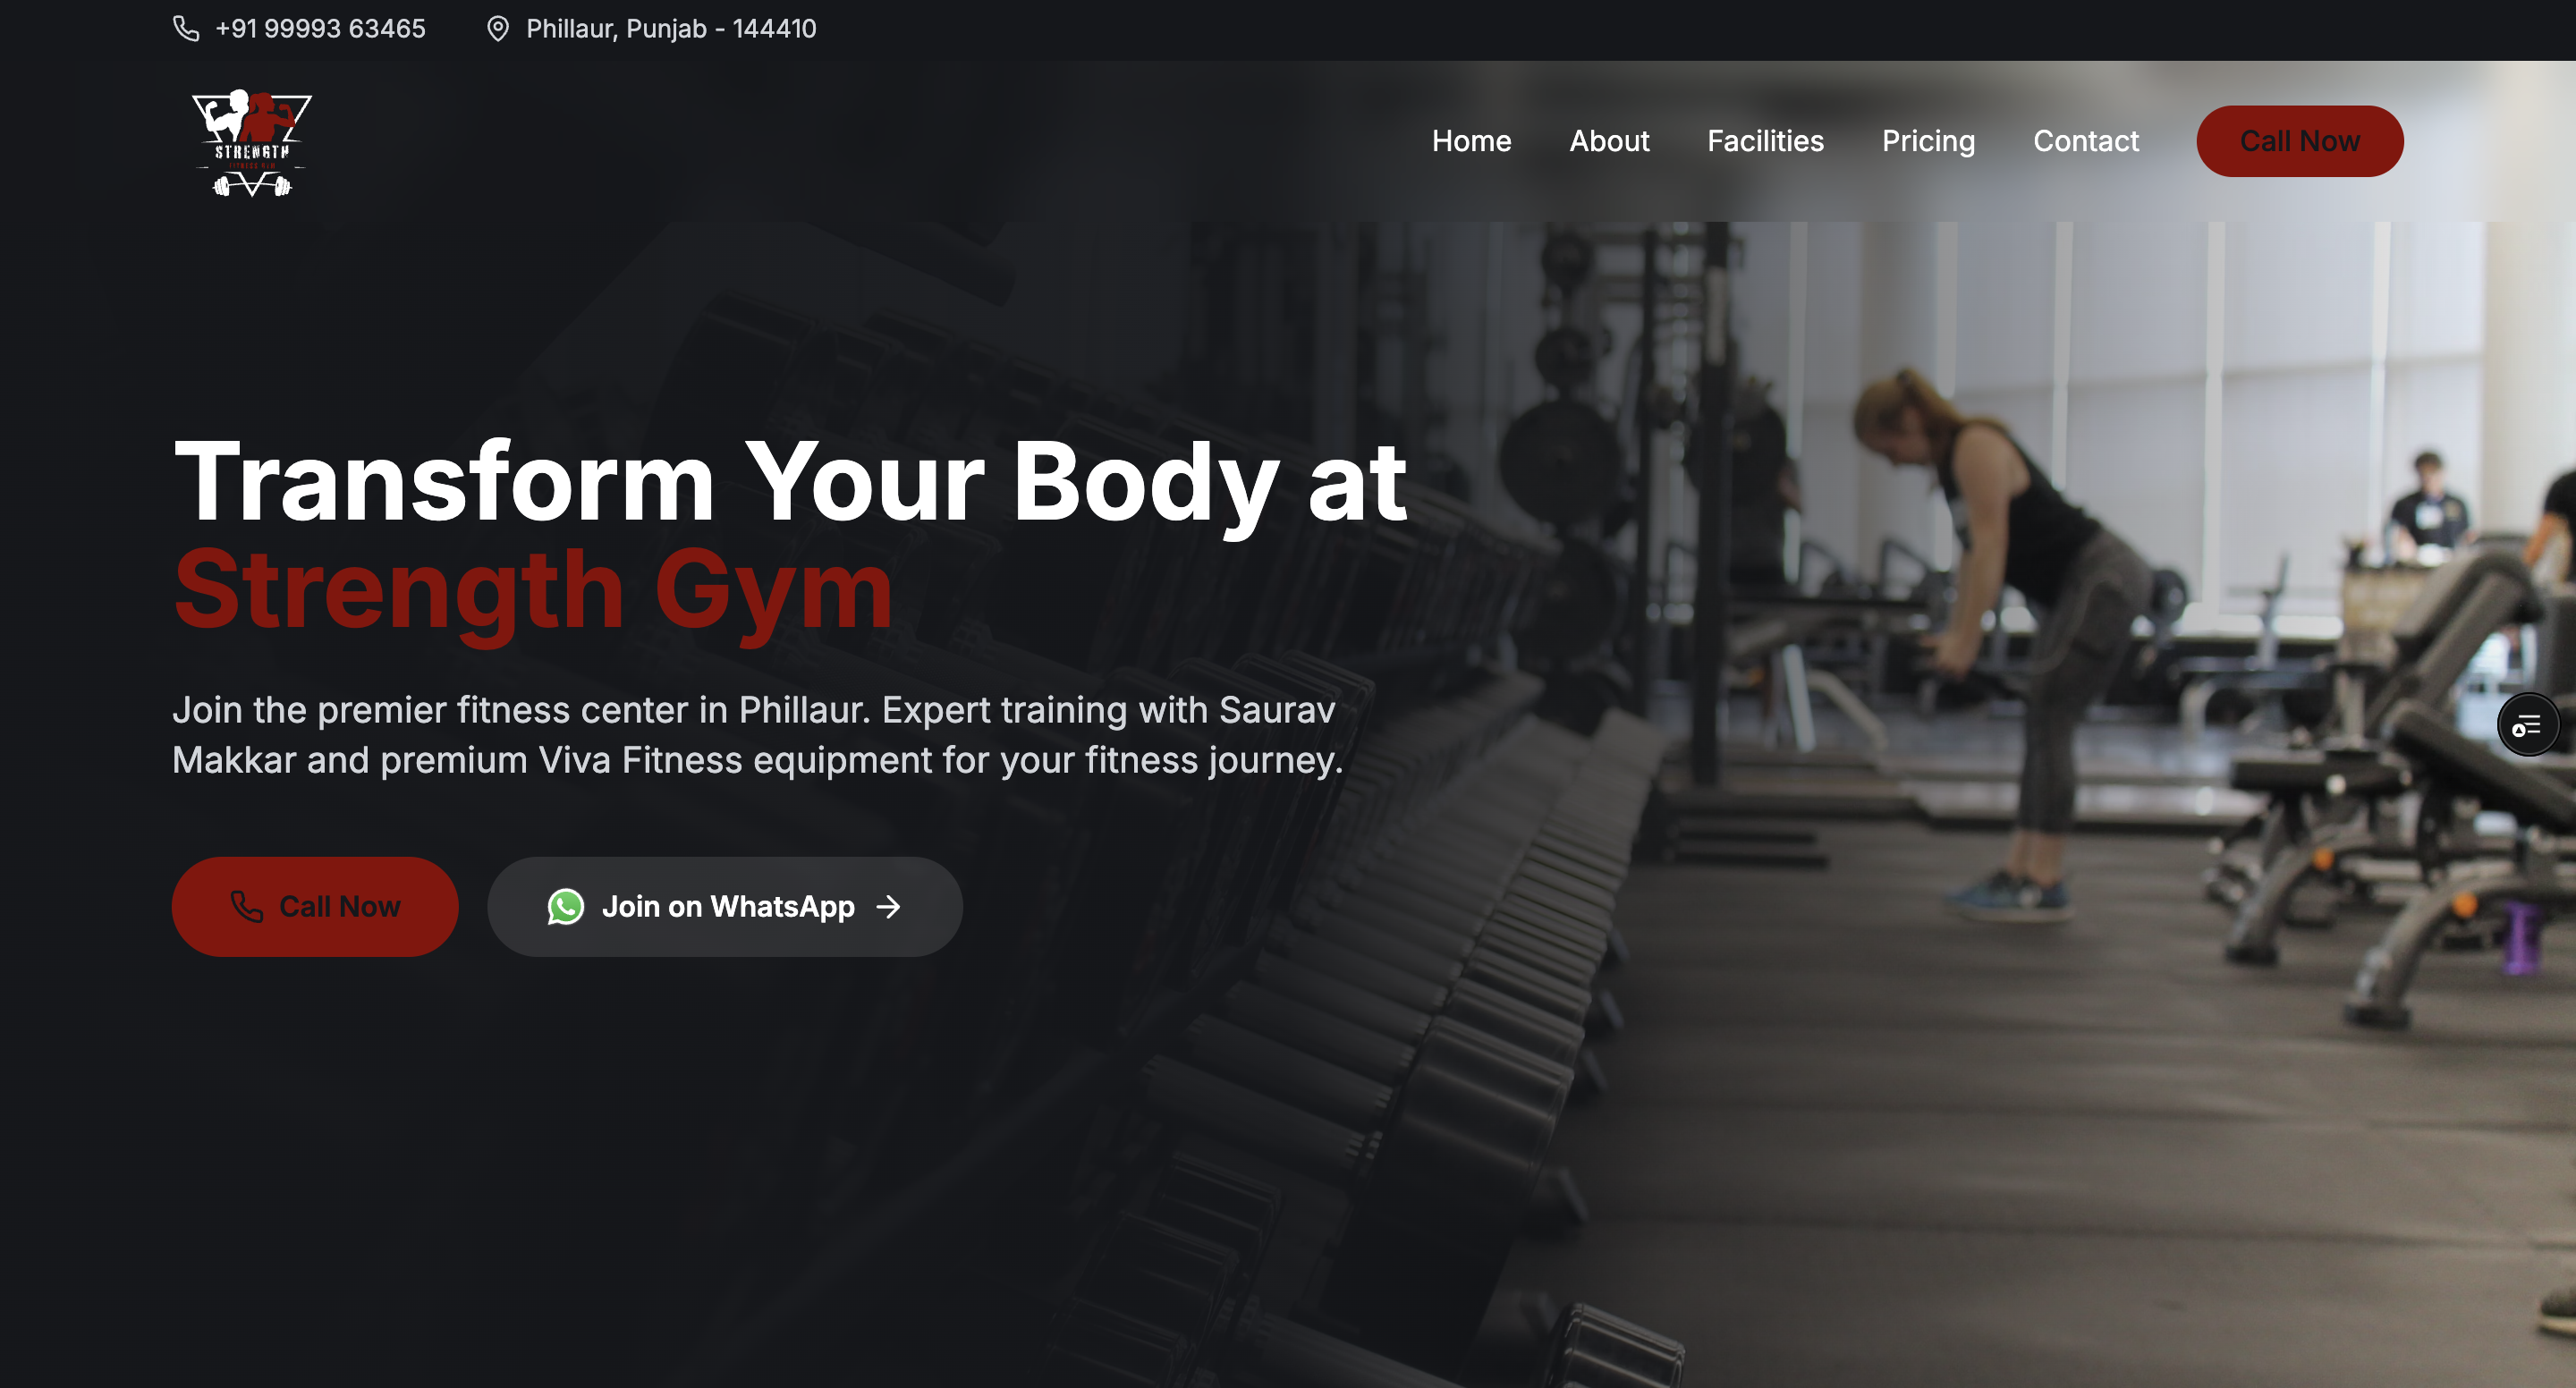 +91 99993 63465
Phillaur, Punjab - 144410
STRENGTH
FITNESS GYM
Home
About
Facilities
Pricing
Contact
Call Now
Transform Your Body at
Strength Gym
Join the premier fitness center in Phillaur. Expert training with Saurav
Makkar and premium Viva Fitness equipment for your fitness journey.
Call Now
Join on WhatsApp →